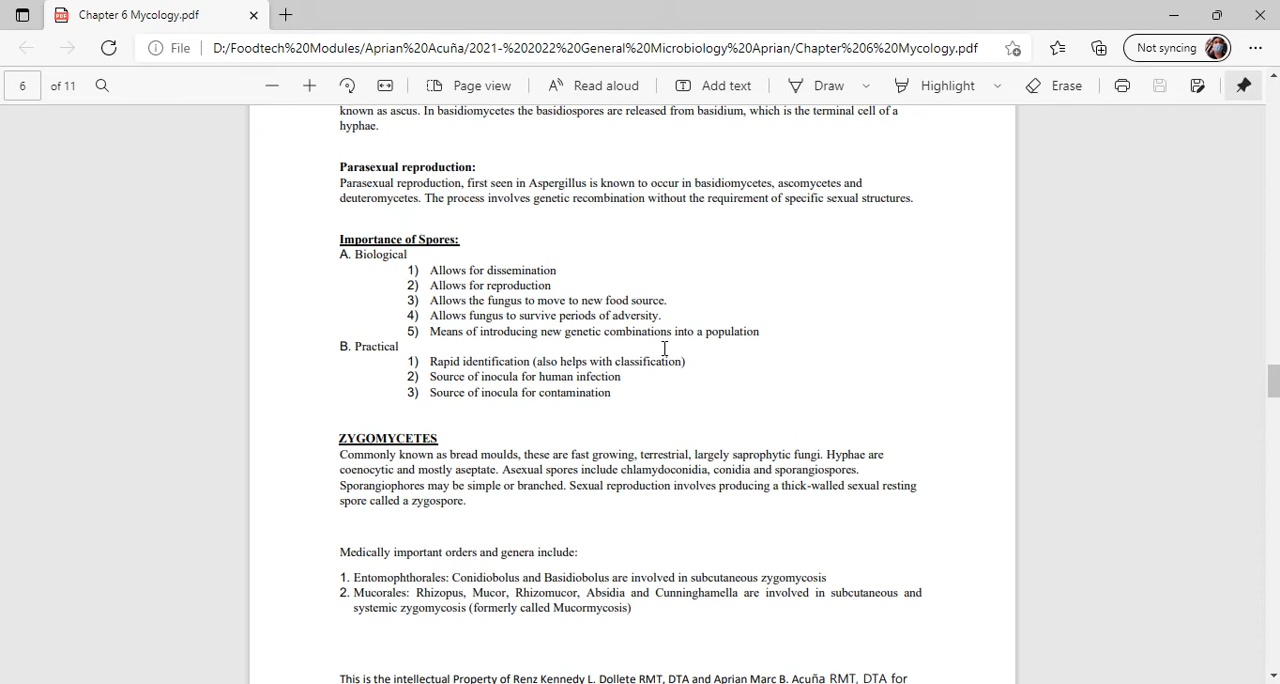 Chapter 6 Mycology.pdf
File D:/Foodtech%20Modules/Aprian%20Acuña/2021-%202022%20General%20Microbiology%20Aprian/Chapter%206%20Mycology.pdf Not syncing
6 of 11 Page view Read aloud Add text Draw Highlight Erase
known as ascus. In basidiomycetes the basidiospores are released from basidium, which is the terminal cell of a
hyphae.
Parasexual reproduction:
Parasexual reproduction, first seen in Aspergillus is known to occur in basidiomycetes, ascomycetes and
deuteromycetes. The process involves genetic recombination without the requirement of specific sexual structures.
Importance of Spores:
A. Biological
1) Allows for dissemination
2) Allows for reproduction
3) Allows the fungus to move to new food source.
4) Allows fungus to survive periods of adversity.
5) Means of introducing new genetic combinations into a population
B. Practical
1) Rapid identification (also helps with classification)
2) Source of inocula for human infection
3) Source of inocula for contamination
ZYGOMYCETES
Commonly known as bread moulds, these are fast growing, terrestrial, largely saprophytic fungi. Hyphae are
coenocytic and mostly aseptate. Asexual spores include chlamydoconidia, conidia and sporangiospores.
Sporangiophores may be simple or branched. Sexual reproduction involves producing a thick-walled sexual resting
spore called a zygospore.
Medically important orders and genera include:
1. Entomophthorales: Conidiobolus and Basidiobolus are involved in subcutaneous zygomycosis
2. Mucorales: Rhizopus, Mucor, Rhizomucor, Absidia and Cunninghamella are involved in subcutaneous and
systemic zygomycosis (formerly called Mucormycosis)
This is the intellectual Property of Renz Kennedy L. Dollete RMT, DTA and Aprian Marc B. Acuña RMT, DTA for